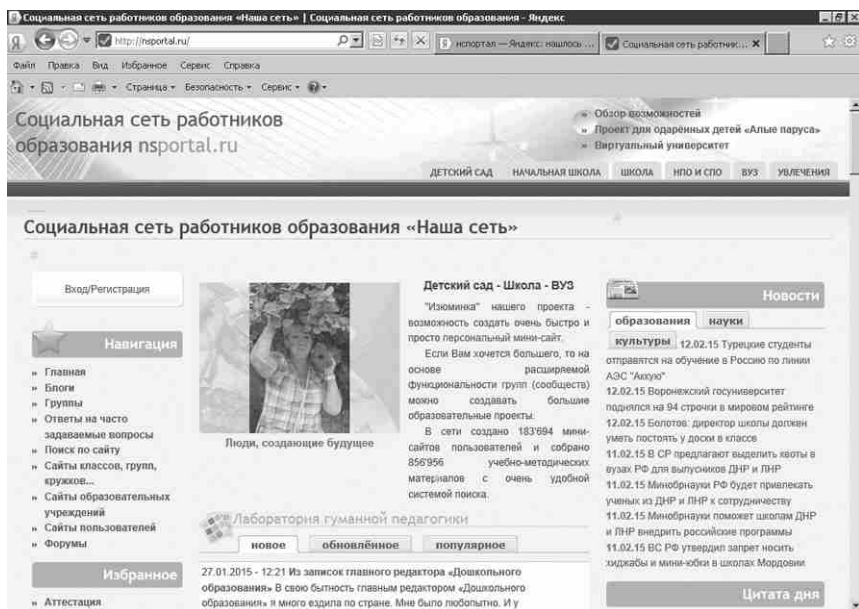 Социальная сеть работников образования «Наша сеть» | Социальная сеть работников образования - Яндекс
http://nsportal.ru/
нспортал — Яндекс: нашлось ...
Социальная сеть работник...
Файл Правка Вид Избранное Сервис Справка
Страница Безопасность Сервис
Социальная сеть работников
образования nsportal.ru
» Обзор возможностей
» Проект для одарённых детей «Алые паруса»
» Виртуальный университет
ДЕТСКИЙ САД НАЧАЛЬНАЯ ШКОЛА ШКОЛА НПО И СПО ВУЗ УВЛЕЧЕНИЯ
Социальная сеть работников образования «Наша сеть»
Вход/Регистрация
Навигация
» Главная
» Блоги
» Группы
» Ответы на часто
задаваемые вопросы
» Поиск по сайту
» Сайты классов, групп,
кружков...
» Сайты образовательных
учреждений
» Сайты пользователей
» Форумы
Избранное
» Аттестация
Люди, создающие будущее
Детский сад - Школа - ВУЗ
"Изюминка" нашего проекта -
возможность создать очень быстро и
просто персональный мини-сайт.
Если Вам хочется большего, то на
основе расширяемой
функциональности групп (сообществ)
можно создавать большие
образовательные проекты.
В сети создано 183'694 мини-
сайтов пользователей и собрано
856'956 учебно-методических
материалов с очень удобной
системой поиска.
Лаборатория гуманной педагогики
новое обновлённое популярное
27.01.2015 - 12:21 Из записок главного редактора «Дошкольного
образования» В свою бытность главным редактором «Дошкольного
образования» я много ездила по стране. Мне было любопытно. И у
Новости
образования науки
культуры 12.02.15 Турецкие студенты
отправятся на обучение в Россию по линии
АЭС "Аккую"
12.02.15 Воронежский госуниверситет
поднялся на 94 строчки в мировом рейтинге
12.02.15 Болотов: директор школы должен
уметь постоять у доски в классе
11.02.15 В СР предлагают выделить квоты в
вузах РФ для выпускников ДНР и ЛНР
11.02.15 Минобрнауки РФ будет привлекать
ученых из ДНР и ЛНР к сотрудничеству
11.02.15 Минобрнауки поможет школам ДНР
и ЛНР внедрить российские программы
11.02.15 ВС РФ утвердил запрет носить
хиджабы и мини-юбки в школах Мордовии
Цитата дня